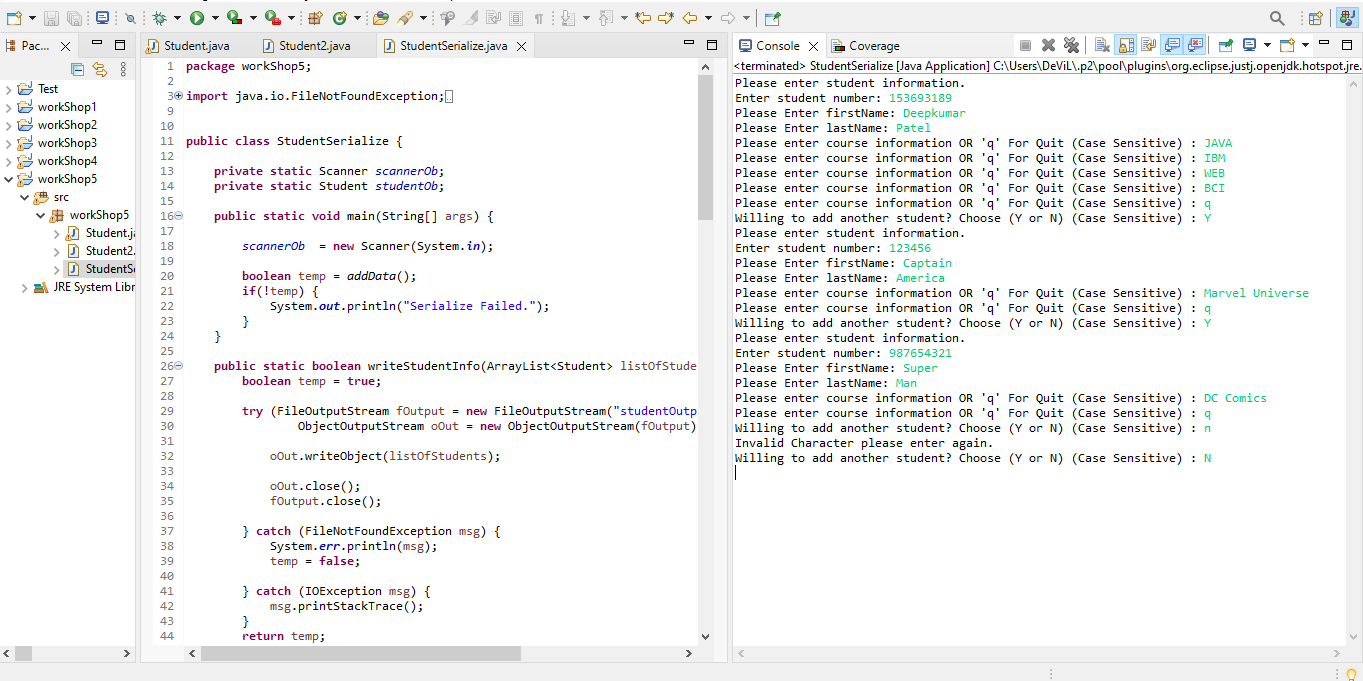 Pac...
Test
workShop1
workShop2
workShop3
workShop4
workShop5
src
workShop5
Student.ja
Student2.
StudentSe
JRE System Libr
Student.java
Student2.java
StudentSerialize.java
1 package workShop5;
2
3 import java.io.FileNotFoundException;
9
10
11 public class StudentSerialize {
12
13 private static Scanner scannerOb;
14 private static Student studentOb;
15
16 public static void main(String[] args) {
17
18 scannerOb = new Scanner(System.in);
19
20 boolean temp = addData();
21 if(!temp) {
22 System.out.println("Serialize Failed.");
23 }
24 }
25
26 public static boolean writeStudentInfo(ArrayList<Student> listOfStude
27 boolean temp = true;
28
29 try (FileOutputStream fOutput = new FileOutputStream("studentOutp
30 ObjectOutputStream oOut = new ObjectOutputStream(fOutput)
31
32 oOut.writeObject(listOfStudents);
33
34 oOut.close();
35 fOutput.close();
36
37 } catch (FileNotFoundException msg) {
38 System.err.println(msg);
39 temp = false;
40
41 } catch (IOException msg) {
42 msg.printStackTrace();
43 }
44 return temp;
Console
Coverage
<terminated> StudentSerialize [Java Application] C:\Users\DeViL\.p2\pool\plugins\org.eclipse.justj.openjdk.hotspot.jre.
Please enter student information.
Enter student number: 153693189
Please Enter firstName: Deepkumar
Please Enter lastName: Patel
Please enter course information OR 'q' For Quit (Case Sensitive) : JAVA
Please enter course information OR 'q' For Quit (Case Sensitive) : IBM
Please enter course information OR 'q' For Quit (Case Sensitive) : WEB
Please enter course information OR 'q' For Quit (Case Sensitive) : BCI
Please enter course information OR 'q' For Quit (Case Sensitive) : q
Willing to add another student? Choose (Y or N) (Case Sensitive) : Y
Please enter student information.
Enter student number: 123456
Please Enter firstName: Captain
Please Enter lastName: America
Please enter course information OR 'q' For Quit (Case Sensitive) : Marvel Universe
Please enter course information OR 'q' For Quit (Case Sensitive) : q
Willing to add another student? Choose (Y or N) (Case Sensitive) : Y
Please enter student information.
Enter student number: 987654321
Please Enter firstName: Super
Please Enter lastName: Man
Please enter course information OR 'q' For Quit (Case Sensitive) : DC Comics
Please enter course information OR 'q' For Quit (Case Sensitive) : q
Willing to add another student? Choose (Y or N) (Case Sensitive) : n
Invalid Character please enter again.
Willing to add another student? Choose (Y or N) (Case Sensitive) : N